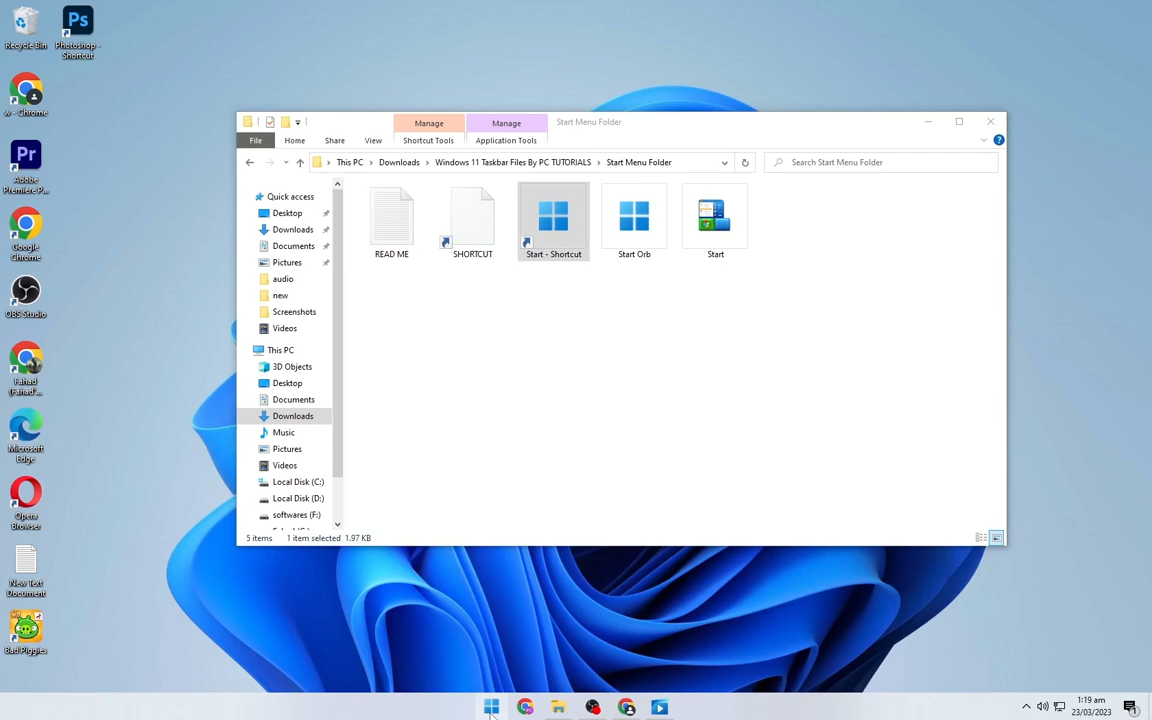 Recycle Bin
Photoshop -
Shortcut
w - Chrome
Adobe
Premiere P...
Google
Chrome
OBS Studio
Fahad
(Fahad'...
Microsoft
Edge
Opera
Browser
New Text
Document
Bad Piggies
Ps
Pr
Manage
Manage
Start Menu Folder
File
Home
Share
View
Shortcut Tools
Application Tools
This PC > Downloads > Windows 11 Taskbar Files By PC TUTORIALS > Start Menu Folder
Search Start Menu Folder
Quick access
Desktop
Downloads
Documents
Pictures
audio
new
Screenshots
Videos
This PC
3D Objects
Desktop
Documents
Downloads
Music
Pictures
Videos
Local Disk (C:)
Local Disk (D:)
softwares (F:)
READ ME
SHORTCUT
Start - Shortcut
Start Orb
Start
5 items
1 item selected 1.97 KB
1:19 am
23/03/2023